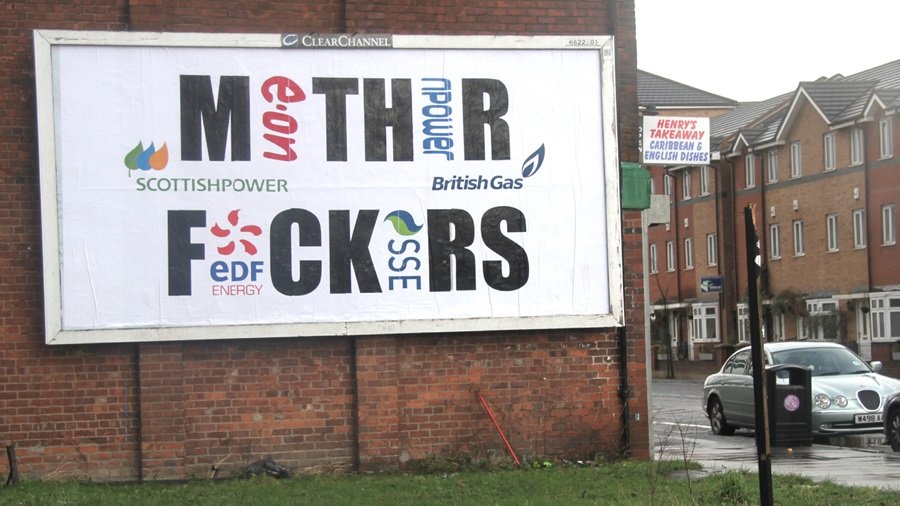 CLEARCHANNEL
6622/01
M e·on TH npower R
SCOTTISHPOWER
British Gas
F eDF ENERGY CK SSE RS
HENRY'S
TAKEAWAY
CARIBBEAN &
ENGLISH DISHES